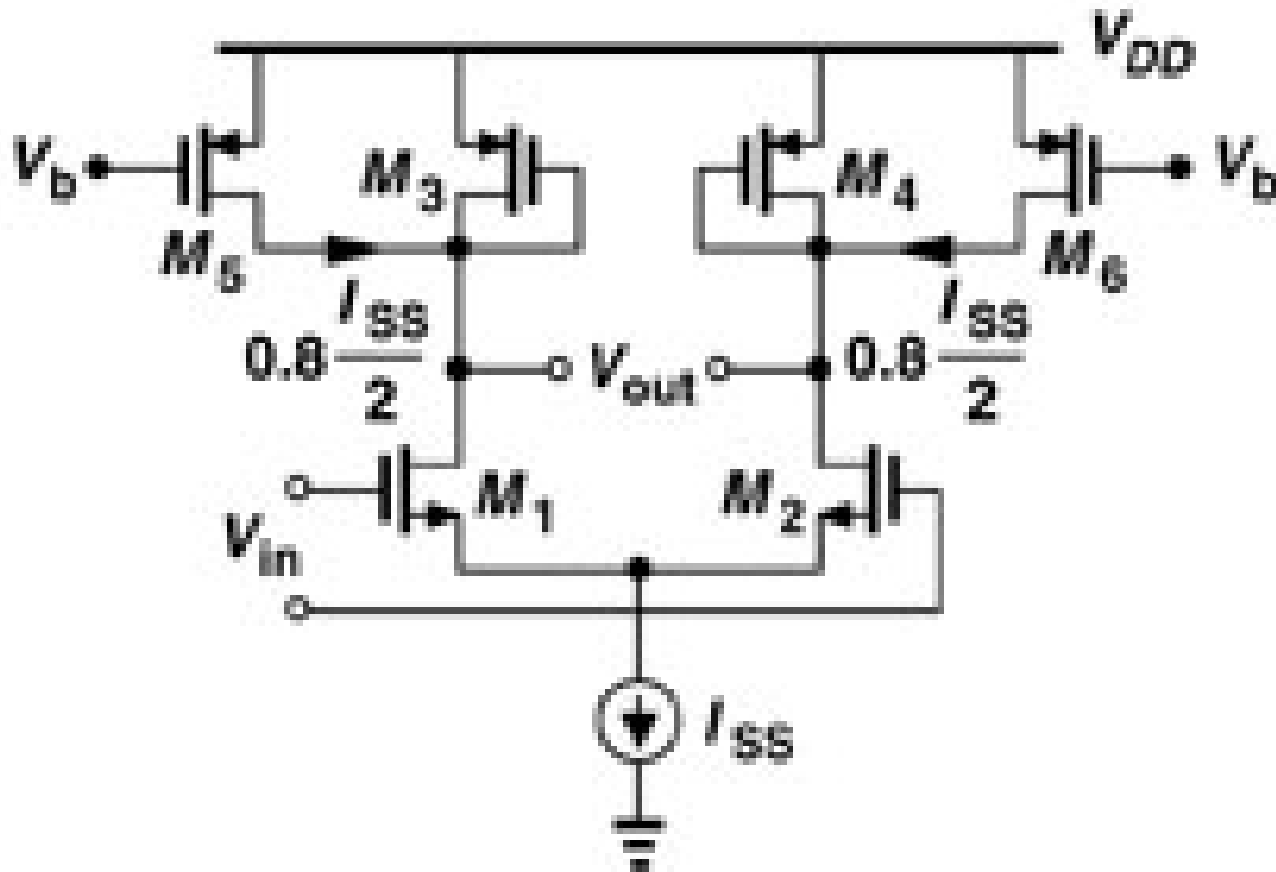 V_DD
V_b
M_3
M_4
V_b
M_5
M_6
0.8 I_SS/2
V_out
0.8 I_SS/2
M_1
M_2
V_in
I_SS